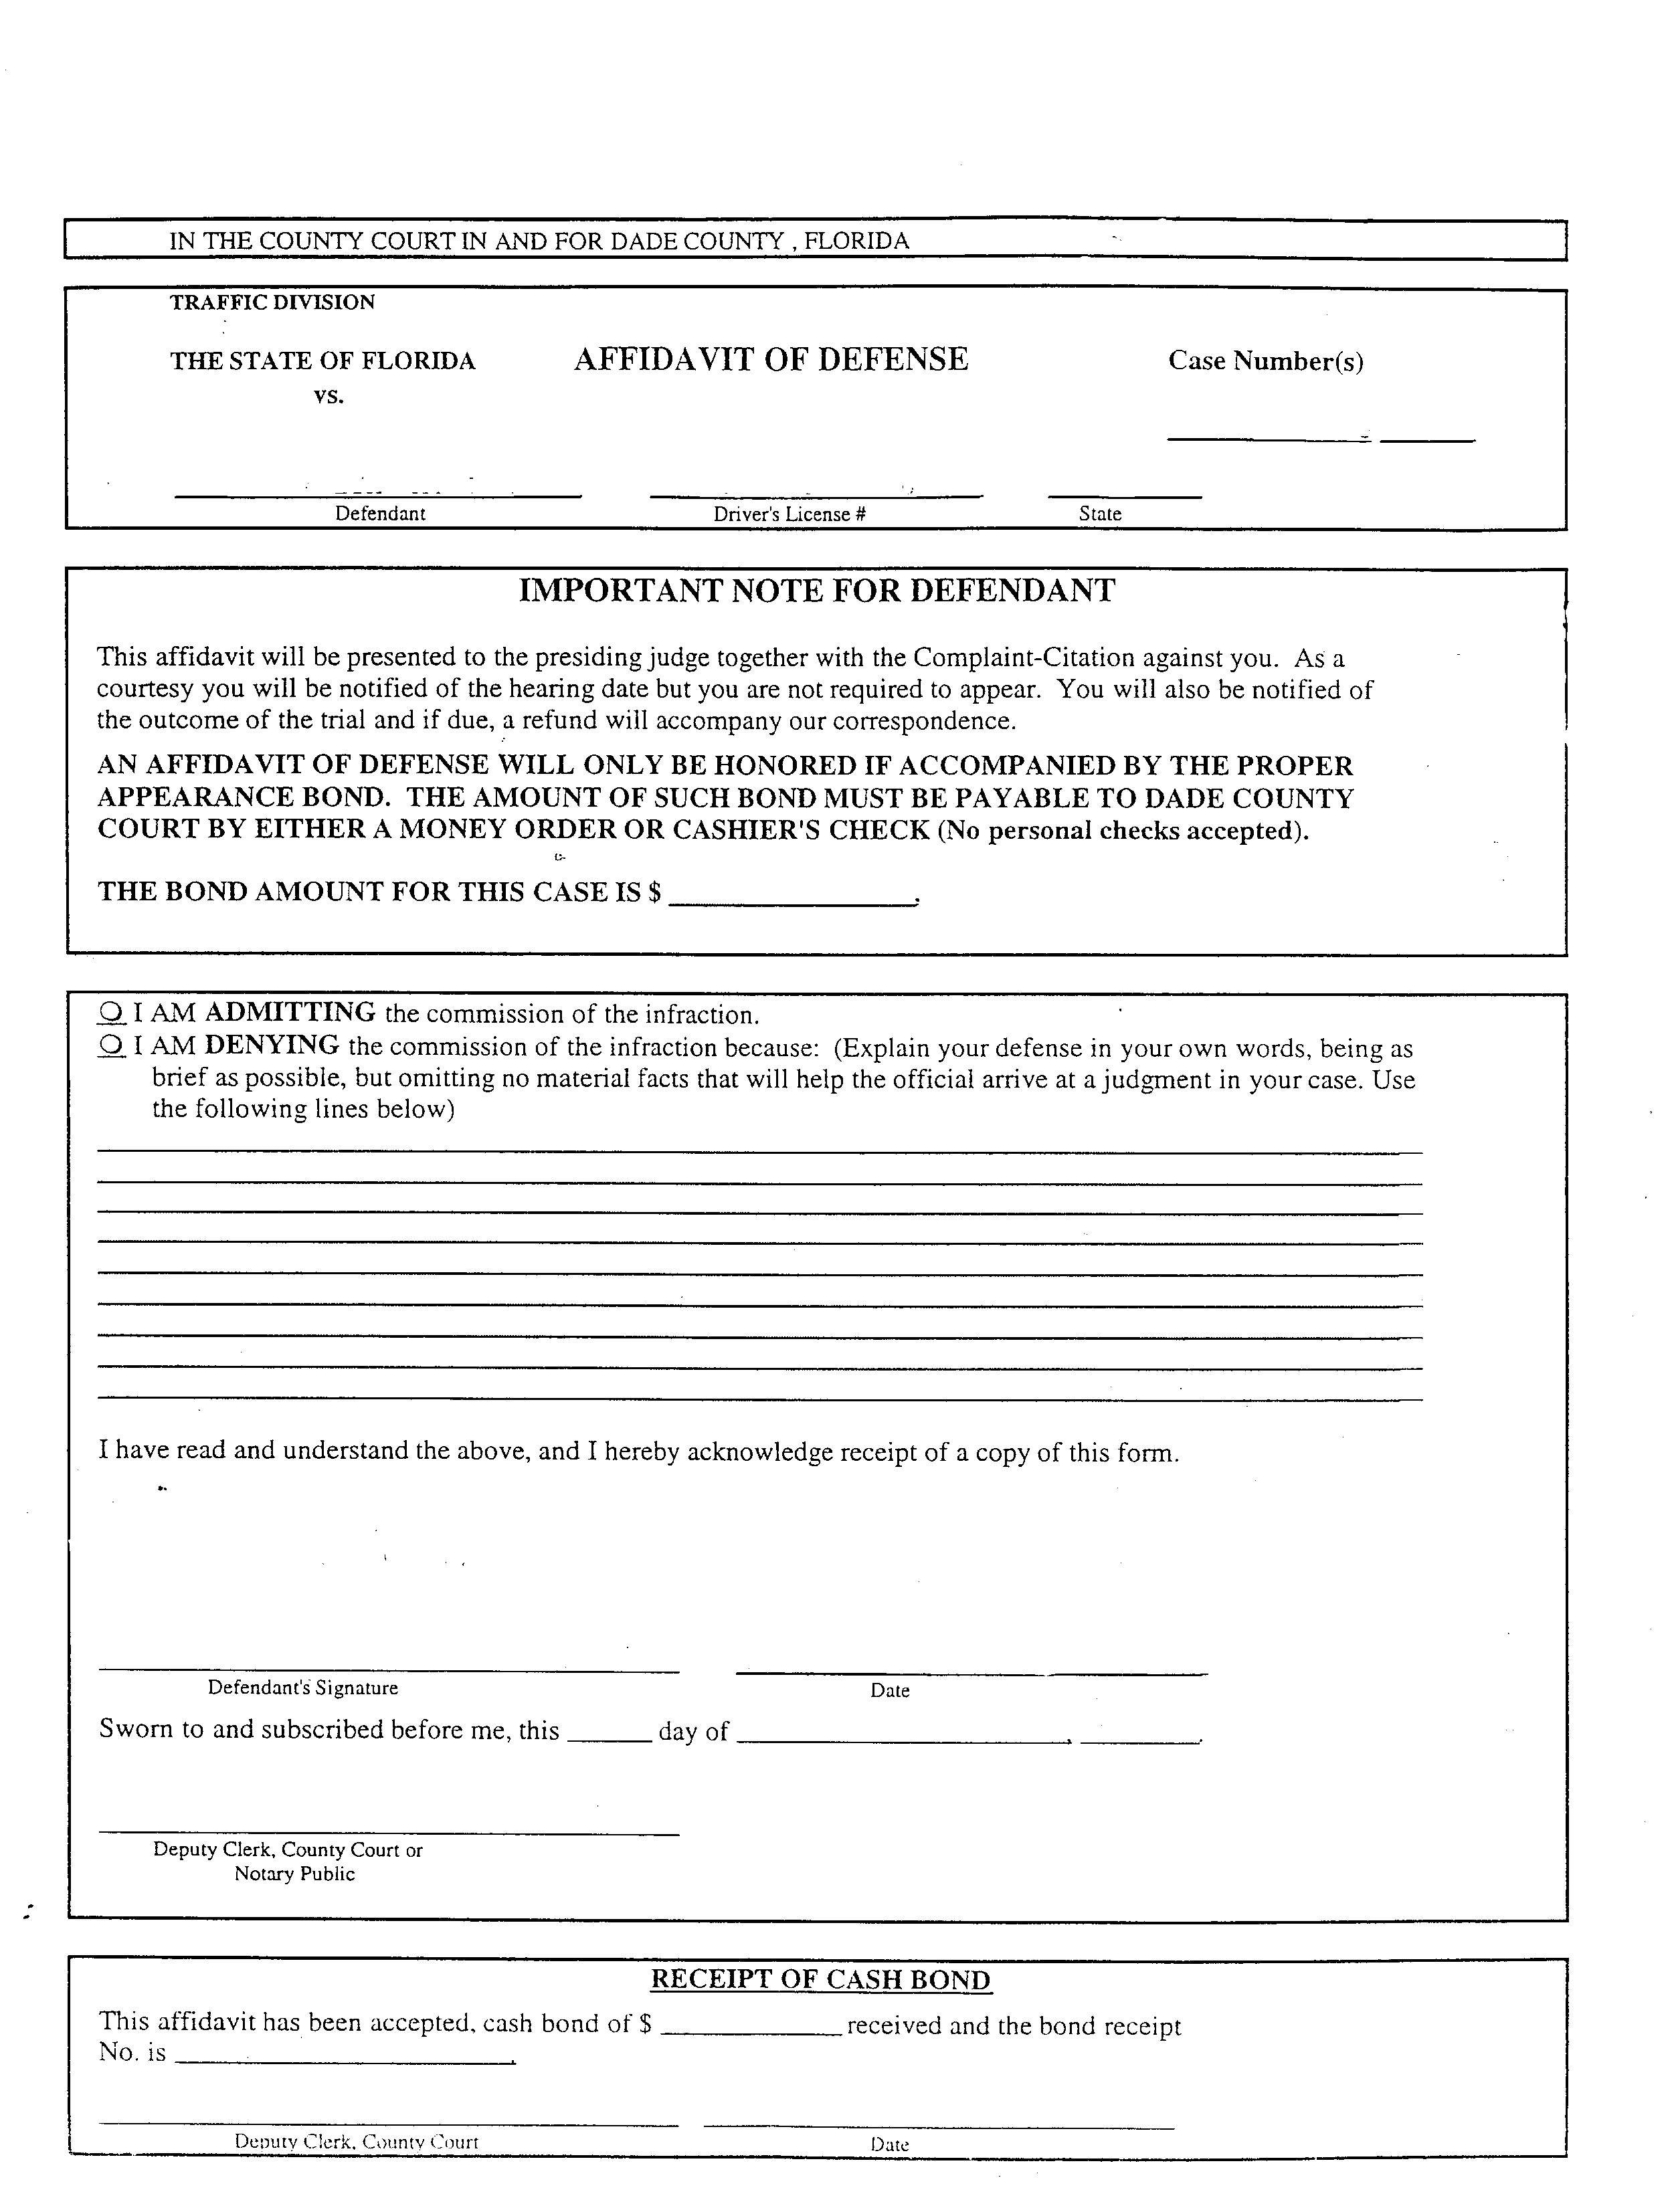 IN THE COUNTY COURT IN AND FOR DADE COUNTY , FLORIDA
TRAFFIC DIVISION
THE STATE OF FLORIDA AFFIDAVIT OF DEFENSE Case Number(s)
vs.
Defendant Driver's License # State
IMPORTANT NOTE FOR DEFENDANT
This affidavit will be presented to the presiding judge together with the Complaint-Citation against you. As a
courtesy you will be notified of the hearing date but you are not required to appear. You will also be notified of
the outcome of the trial and if due, a refund will accompany our correspondence.
AN AFFIDAVIT OF DEFENSE WILL ONLY BE HONORED IF ACCOMPANIED BY THE PROPER
APPEARANCE BOND. THE AMOUNT OF SUCH BOND MUST BE PAYABLE TO DADE COUNTY
COURT BY EITHER A MONEY ORDER OR CASHIER'S CHECK (No personal checks accepted).
THE BOND AMOUNT FOR THIS CASE IS $ ________.
O I AM ADMITTING the commission of the infraction.
O I AM DENYING the commission of the infraction because: (Explain your defense in your own words, being as
brief as possible, but omitting no material facts that will help the official arrive at a judgment in your case. Use
the following lines below)
I have read and understand the above, and I hereby acknowledge receipt of a copy of this form.
Defendant's Signature Date
Sworn to and subscribed before me, this ______ day of ________________, ______.
Deputy Clerk, County Court or
Notary Public
RECEIPT OF CASH BOND
This affidavit has been accepted, cash bond of $ __________ received and the bond receipt
No. is ________________.
Deputy Clerk, County Court Date